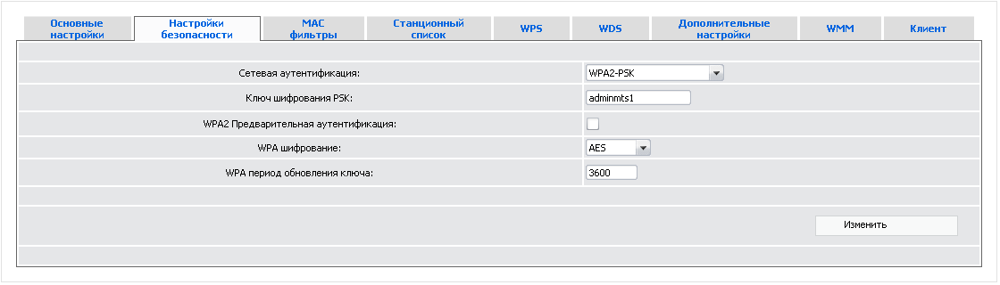 Основные настройки
Настройки безопасности
MAC фильтры
Станционный список
WPS
WDS
Дополнительные настройки
WMM
Клиент
Сетевая аутентификация: WPA2-PSK
Ключ шифрования PSK: adminmts1
WPA2 Предварительная аутентификация:
WPA шифрование: AES
WPA период обновления ключа: 3600
Изменить